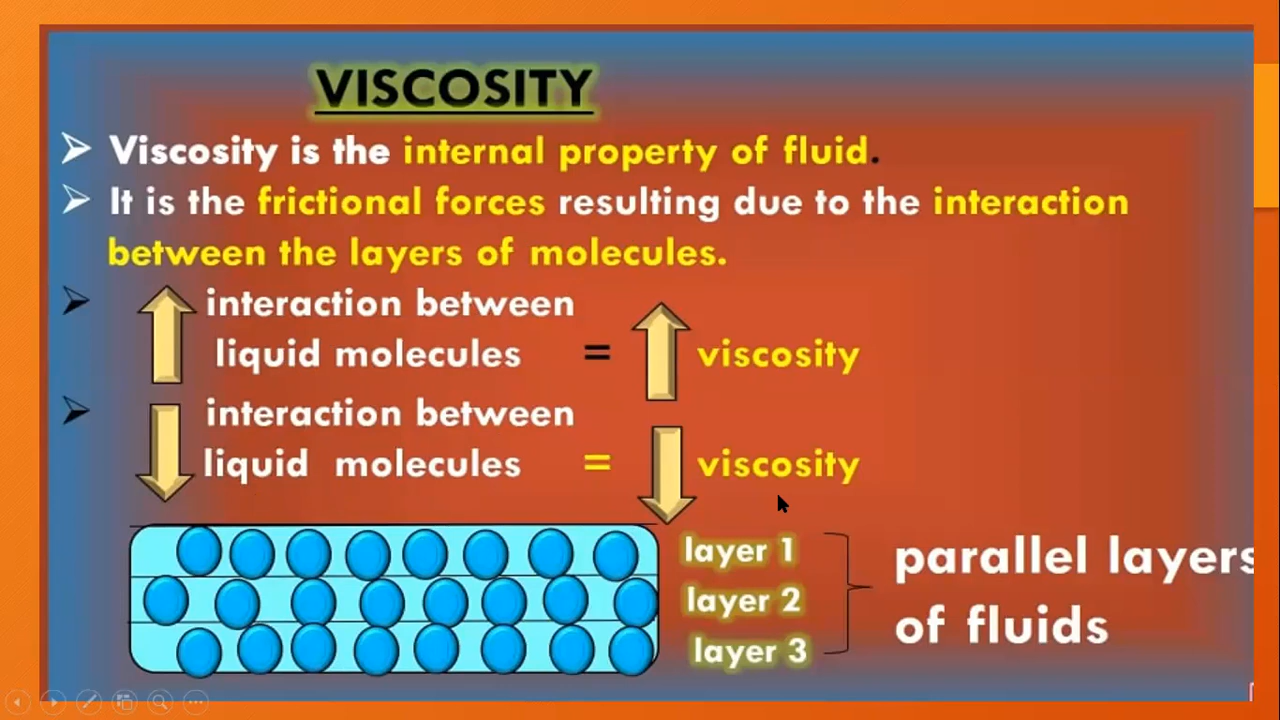 VISCOSITY
Viscosity is the internal property of fluid.
It is the frictional forces resulting due to the interaction
between the layers of molecules.
interaction between
liquid molecules = viscosity
interaction between
liquid molecules = viscosity
layer 1
layer 2
layer 3
parallel layers
of fluids